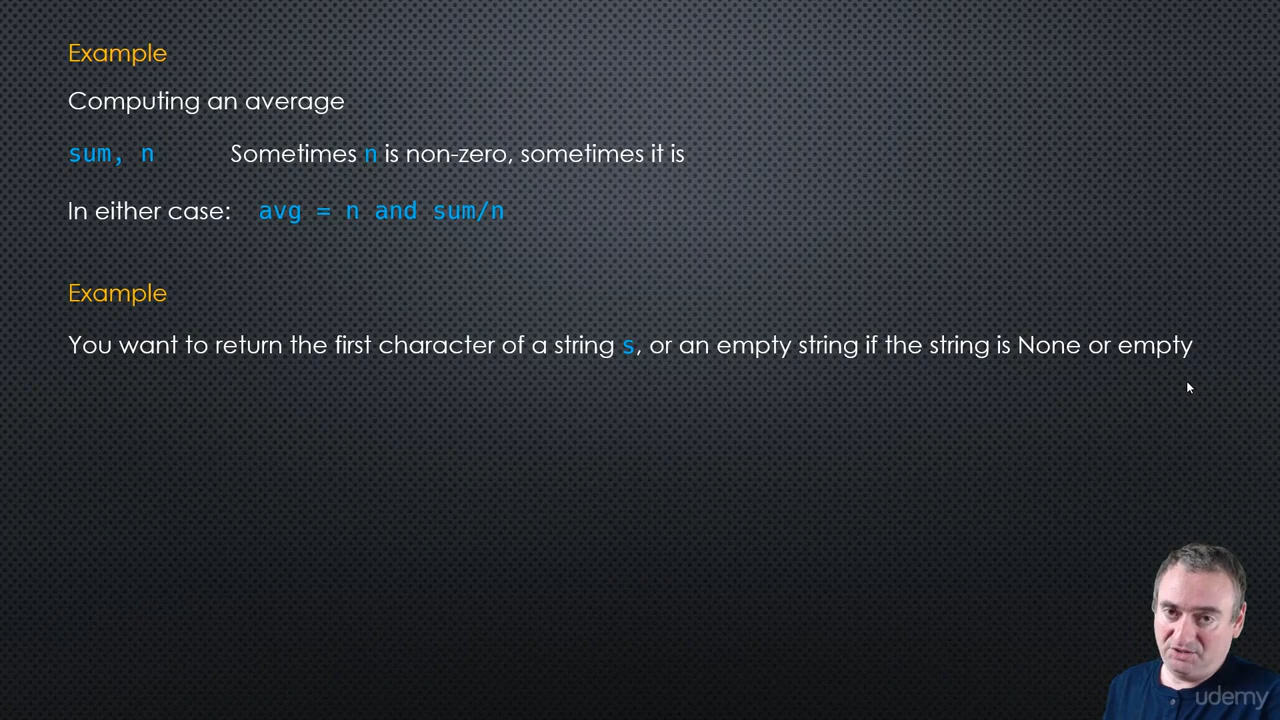 Example
Computing an average
sum, n Sometimes n is non-zero, sometimes it is
In either case: avg = n and sum/n
Example
You want to return the first character of a string s, or an empty string if the string is None or empty
udemy